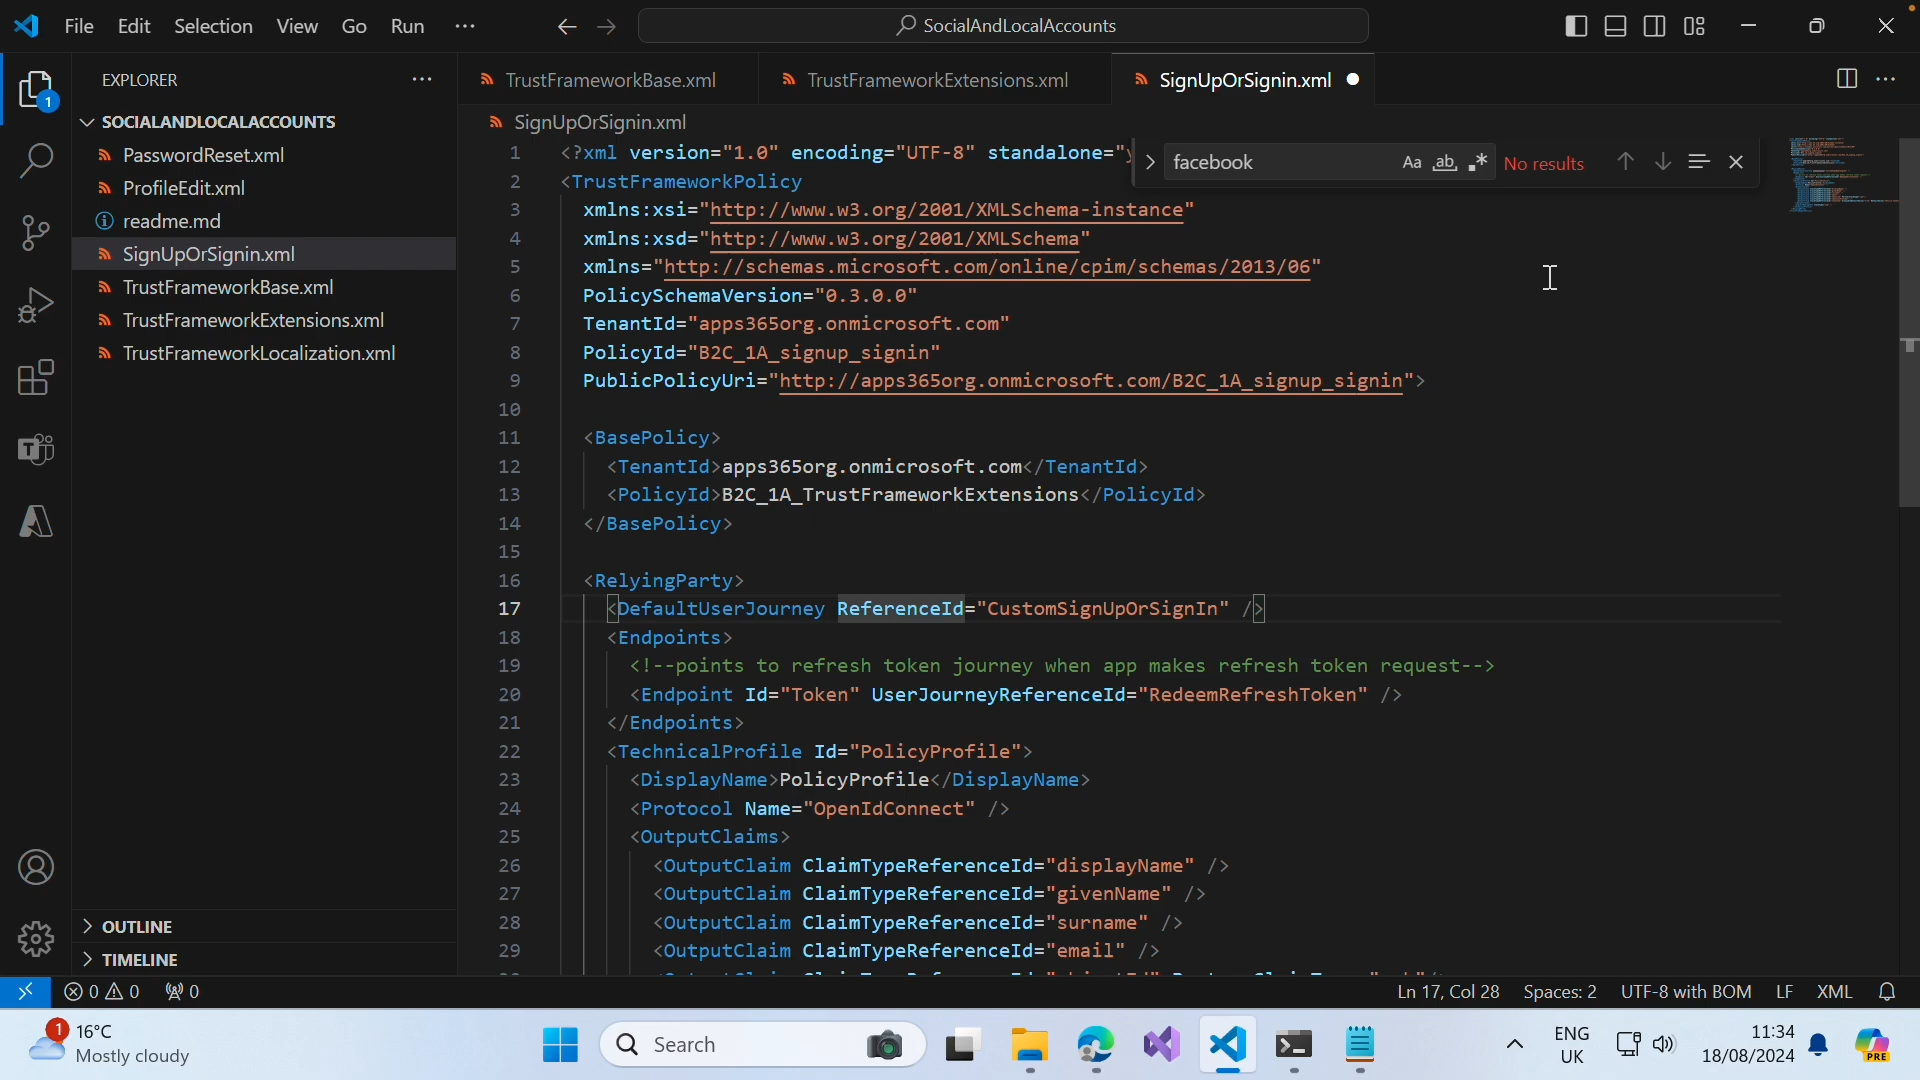 File Edit Selection View Go Run ···
SocialAndLocalAccounts
EXPLORER
1
SOCIALANDLOCALACCOUNTS
PasswordReset.xml
ProfileEdit.xml
readme.md
SignUpOrSignin.xml
TrustFrameworkBase.xml
TrustFrameworkExtensions.xml
TrustFrameworkLocalization.xml
OUTLINE
TIMELINE
TrustFrameworkBase.xml TrustFrameworkExtensions.xml SignUpOrSignin.xml
SignUpOrSignin.xml
facebook Aa ab .* No results
1 <?xml version="1.0" encoding="UTF-8" standalone="y
2 <TrustFrameworkPolicy
3 xmlns:xsi="http://www.w3.org/2001/XMLSchema-instance"
4 xmlns:xsd="http://www.w3.org/2001/XMLSchema"
5 xmlns="http://schemas.microsoft.com/online/cpim/schemas/2013/06"
6 PolicySchemaVersion="0.3.0.0"
7 TenantId="apps365org.onmicrosoft.com"
8 PolicyId="B2C_1A_signup_signin"
9 PublicPolicyUri="http://apps365org.onmicrosoft.com/B2C_1A_signup_signin">
10
11 <BasePolicy>
12 <TenantId>apps365org.onmicrosoft.com</TenantId>
13 <PolicyId>B2C_1A_TrustFrameworkExtensions</PolicyId>
14 </BasePolicy>
15
16 <RelyingParty>
17 <DefaultUserJourney ReferenceId="CustomSignUpOrSignIn" />
18 <Endpoints>
19 <!--points to refresh token journey when app makes refresh token request-->
20 <Endpoint Id="Token" UserJourneyReferenceId="RedeemRefreshToken" />
21 </Endpoints>
22 <TechnicalProfile Id="PolicyProfile">
23 <DisplayName>PolicyProfile</DisplayName>
24 <Protocol Name="OpenIdConnect" />
25 <OutputClaims>
26 <OutputClaim ClaimTypeReferenceId="displayName" />
27 <OutputClaim ClaimTypeReferenceId="givenName" />
28 <OutputClaim ClaimTypeReferenceId="surname" />
29 <OutputClaim ClaimTypeReferenceId="email" />
0 0 0
Ln 17, Col 28 Spaces: 2 UTF-8 with BOM LF XML
1 16°C
Mostly cloudy
Search
ENG
UK
11:34
18/08/2024
PRE